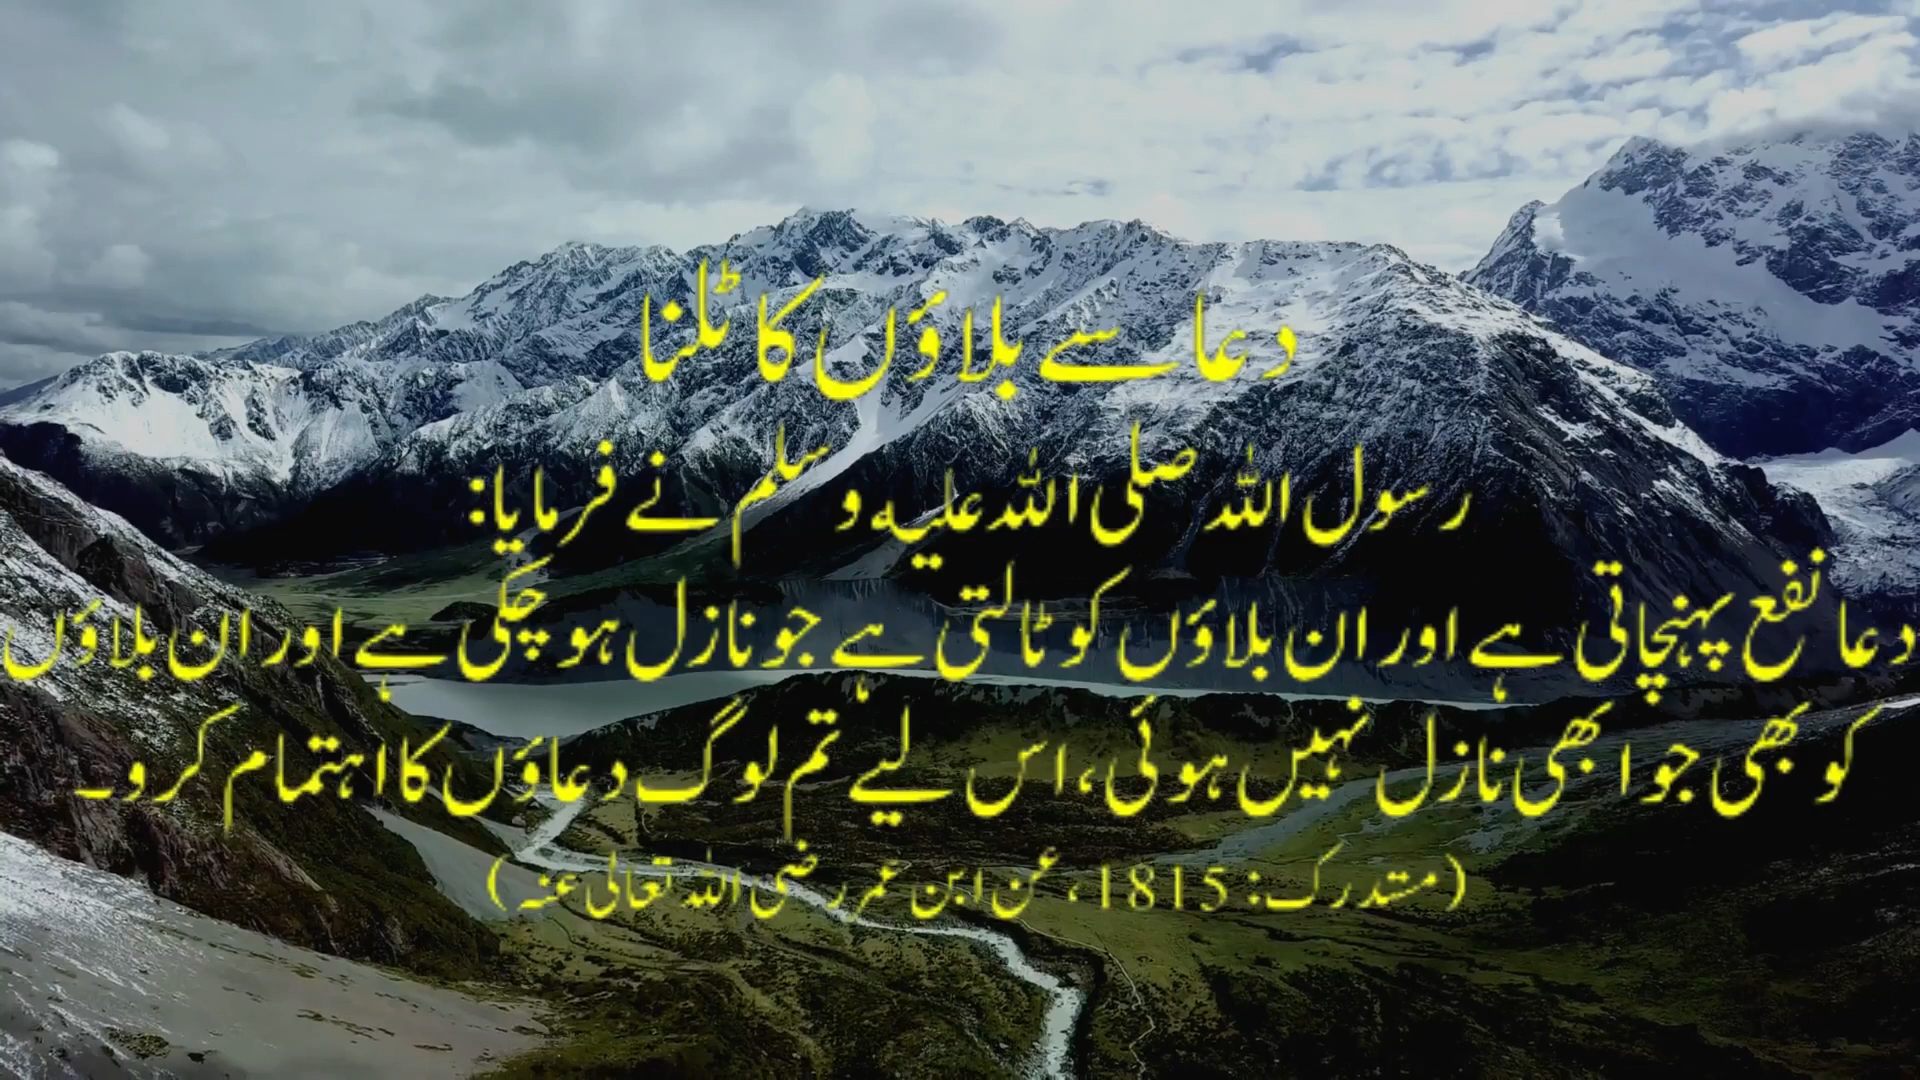 دعا سے بلاؤں کا ٹلنا
رسول اللہ صلی اللہ علیہ وسلم نے فرمایا:
دعا نفع پہنچاتی ہے اور ان بلاؤں کو ٹالتی ہے جو نازل ہو چکی ہے اور ان بلاؤں
کو بھی جو ابھی نازل نہیں ہوئی، اس لیے تم لوگ دعاؤں کا اہتمام کرو۔
(مستدرک: 1815، عن ابن عمر رضی اللہ تعالی عنہ)